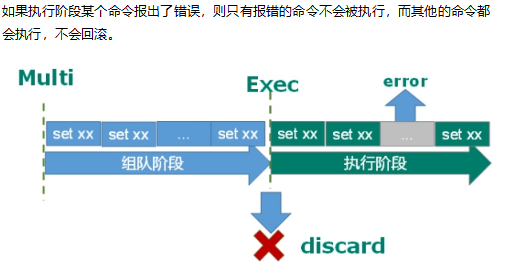 如果执行阶段某个命令报出了错误，则只有报错的命令不会被执行，而其他的命令都
会执行，不会回滚。
Multi
Exec
error
set xx
set xx
...
set xx
set xx
set xx
...
set xx
组队阶段
执行阶段
discard